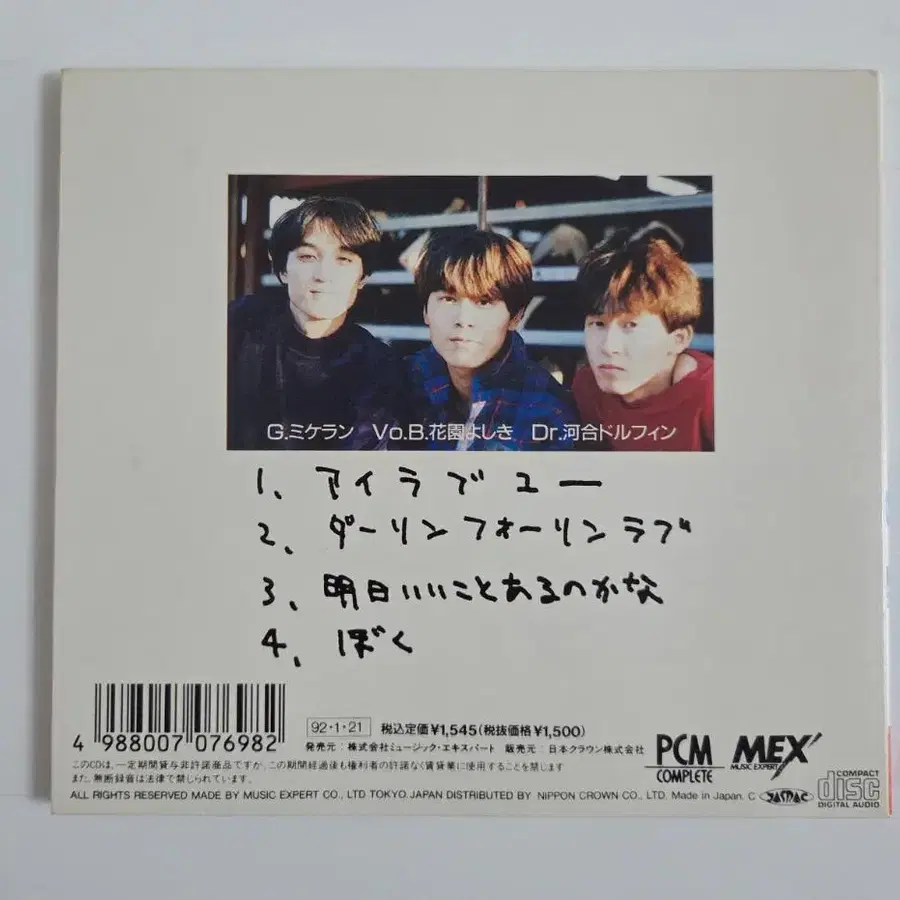 G.ミケラン Vo.B.花園よしき Dr.河合ドルフィン
1、アイラブユー
2、ダーリンフォーリンラブ
3、明日いいことあるのかな
4、ぼく
4 988007 076982
92・1・21 税込定価¥1,545(税抜価格¥1,500)
発売元:株式会社ミュージック・エキスパート 販売元:日本クラウン株式会社
PCM COMPLETE
MEX MUSIC EXPERT
このCDは、一定期間貸与非許諾商品ですが、この期間経過後も権利者の許諾なく賃貸業に使用することを禁じます
また、無断録音は法律で禁じられています。
ALL RIGHTS RESERVED MADE BY MUSIC EXPERT CO., LTD TOKYO.JAPAN DISTRIBUTED BY NIPPON CROWN CO., LTD. Made in Japan. C
JASRAC
COMPACT disc DIGITAL AUDIO